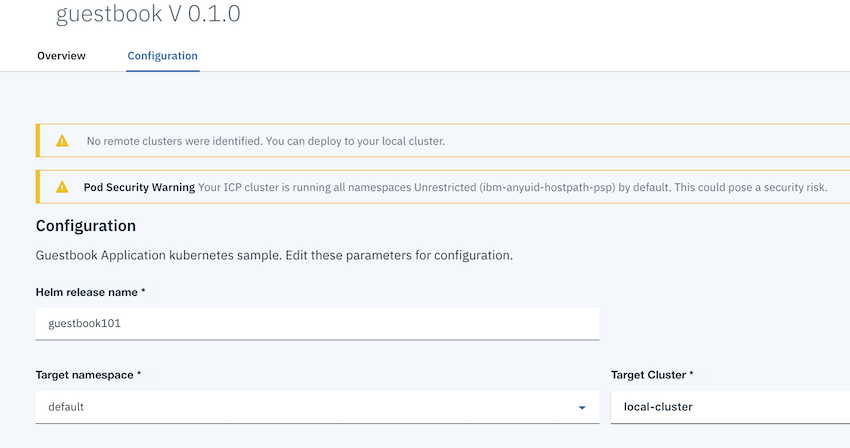 guestbook V 0.1.0
Overview Configuration
No remote clusters were identified. You can deploy to your local cluster.
Pod Security Warning Your ICP cluster is running all namespaces Unrestricted (ibm-anyuid-hostpath-psp) by default. This could pose a security risk.
Configuration
Guestbook Application kubernetes sample. Edit these parameters for configuration.
Helm release name *
guestbook101
Target namespace * Target Cluster *
default local-cluster